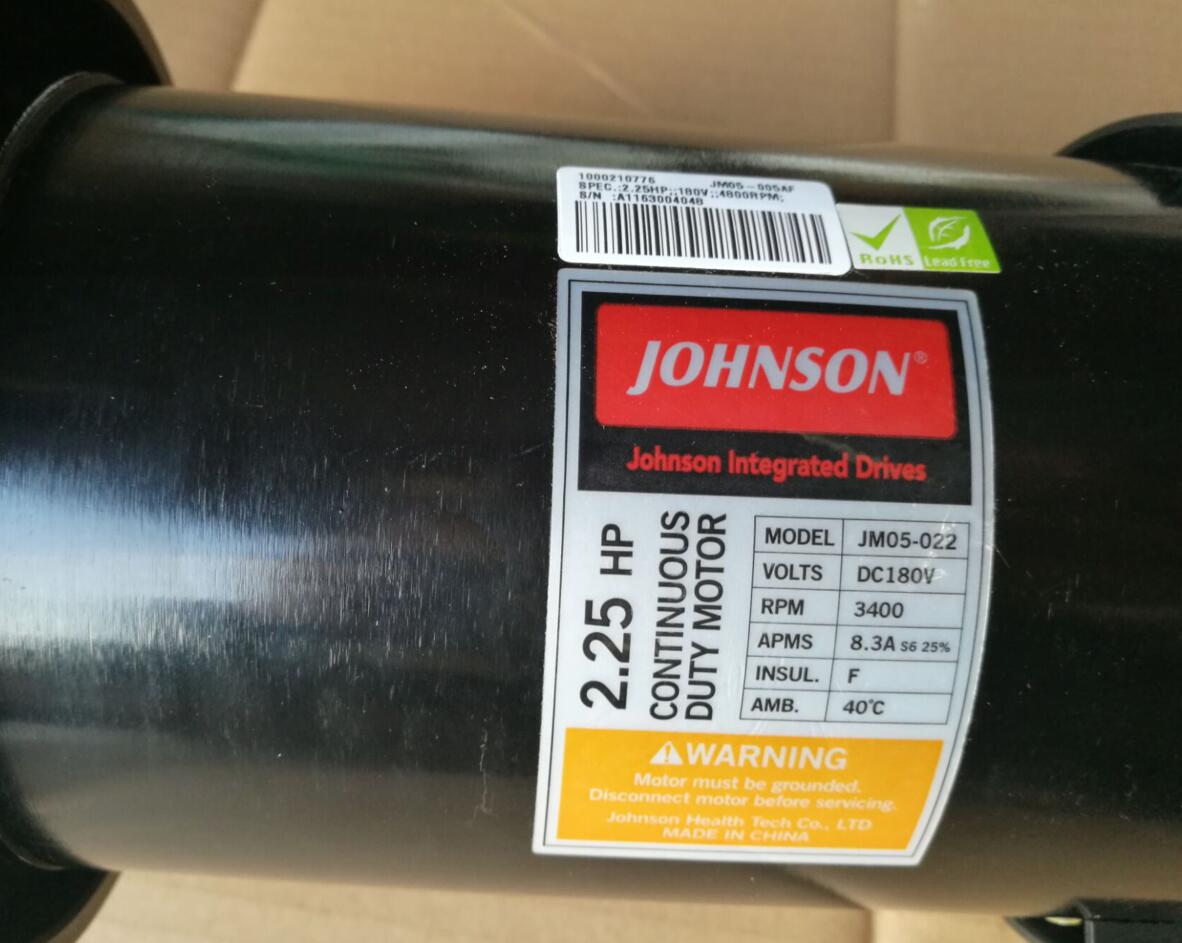 1000210776 JM05-005AF
SPEC.:2.25HP;;180V;;4800RPM;
S/N :A1163004048
RoHS
Lead Free
JOHNSON®
Johnson Integrated Drives
2.25 HP
CONTINUOUS
DUTY MOTOR
MODEL JM05-022
VOLTS DC180V
RPM 3400
APMS 8.3A S6 25%
INSUL. F
AMB. 40°C
WARNING
Motor must be grounded.
Disconnect motor before servicing.
Johnson Health Tech Co., LTD
MADE IN CHINA